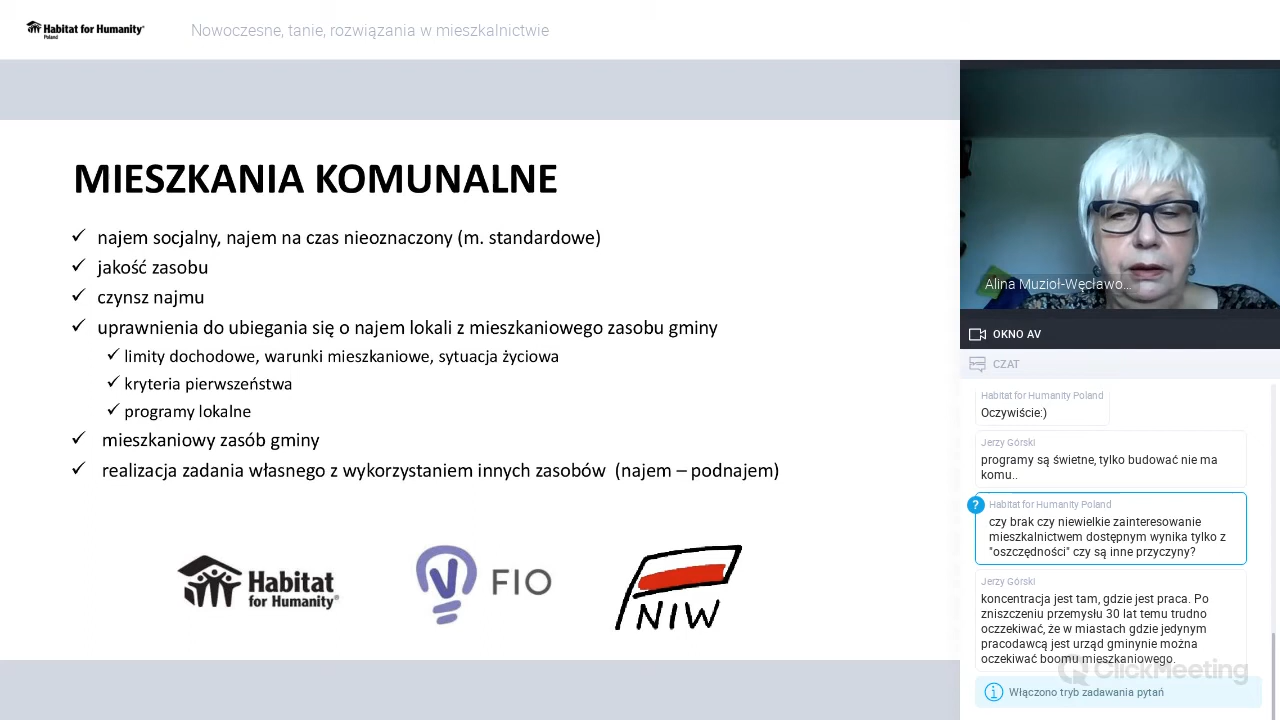 Habitat for Humanity®
Poland
Nowoczesne, tanie, rozwiązania w mieszkalnictwie
MIESZKANIA KOMUNALNE
✓ najem socjalny, najem na czas nieoznaczony (m. standardowe)
✓ jakość zasobu
✓ czynsz najmu
✓ uprawnienia do ubiegania się o najem lokali z mieszkaniowego zasobu gminy
✓ limity dochodowe, warunki mieszkaniowe, sytuacja życiowa
✓ kryteria pierwszeństwa
✓ programy lokalne
✓ mieszkaniowy zasób gminy
✓ realizacja zadania własnego z wykorzystaniem innych zasobów (najem – podnajem)
Habitat
for Humanity®
FIO
NIW
Alina Muzioł-Węcławo...
OKNO AV
CZAT
Habitat for Humanity Poland
Oczywiście:)
Jerzy Górski
programy są świetne, tylko budować nie ma
komu..
?
Habitat for Humanity Poland
czy brak czy niewielkie zainteresowanie
mieszkalnictwem dostępnym wynika tylko z
"oszczędności" czy są inne przyczyny?
Jerzy Górski
koncentracja jest tam, gdzie jest praca. Po
zniszczeniu przemysłu 30 lat temu trudno
oczzekiwać, że w miastach gdzie jedynym
pracodawcą jest urząd gminynie można
oczekiwać boomu mieszkaniowego.
ClickMeeting
Włączono tryb zadawania pytań